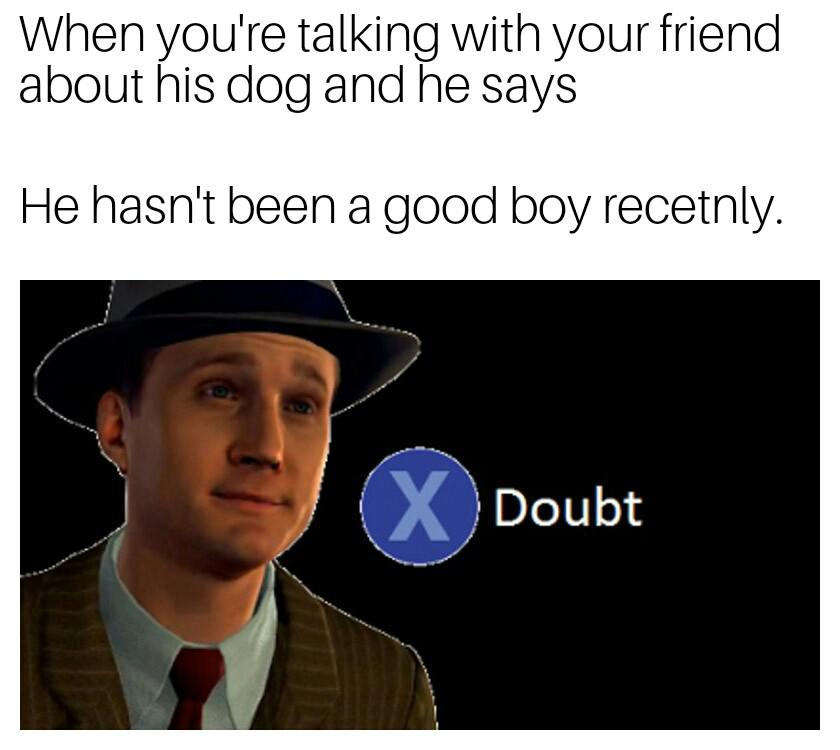 When you're talking with your friend
about his dog and he says
He hasn't been a good boy recetnly.
X Doubt